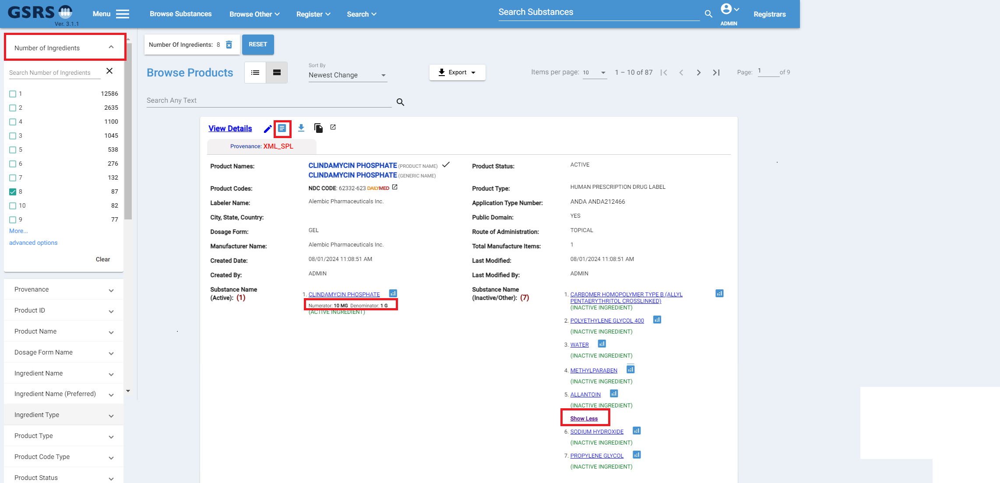 GSRS
Ver. 3.1.1
Menu
Browse Substances
Browse Other
Register
Search
Search Substances
ADMIN
Registrars
Number of Ingredients
Search Number of Ingredients
1 12586
2 2635
4 1100
3 1045
5 538
6 276
7 132
8 87
10 82
9 77
More...
advanced options
Clear
Provenance
Product ID
Product Name
Dosage Form Name
Ingredient Name
Ingredient Name (Preferred)
Ingredient Type
Product Type
Product Code Type
Product Status
Number Of Ingredients: 8
RESET
Browse Products
Sort By
Newest Change
Export
Items per page: 10
1 – 10 of 87
Page: 1 of 9
Search Any Text
View Details
Provenance: XML_SPL
Product Names: CLINDAMYCIN PHOSPHATE (PRODUCT NAME)
CLINDAMYCIN PHOSPHATE (GENERIC NAME)
Product Codes: NDC CODE: 62332-623 DAILYMED
Labeler Name: Alembic Pharmaceuticals Inc.
City, State, Country:
Dosage Form: GEL
Manufacturer Name: Alembic Pharmaceuticals Inc.
Created Date: 08/01/2024 11:08:51 AM
Created By: ADMIN
Substance Name
(Active): (1)
1. CLINDAMYCIN PHOSPHATE
Numerator: 10 MG Denominator: 1 G
(ACTIVE INGREDIENT)
Product Status: ACTIVE
Product Type: HUMAN PRESCRIPTION DRUG LABEL
Application Type Number: ANDA ANDA212466
Public Domain: YES
Route of Administration: TOPICAL
Total Manufacture Items: 1
Last Modified: 08/01/2024 11:08:51 AM
Last Modified By: ADMIN
Substance Name
(Inactive/Other): (7)
1. CARBOMER HOMOPOLYMER TYPE B (ALLYL
PENTAERYTHRITOL CROSSLINKED)
(INACTIVE INGREDIENT)
2. POLYETHYLENE GLYCOL 400
(INACTIVE INGREDIENT)
3. WATER
(INACTIVE INGREDIENT)
4. METHYLPARABEN
(INACTIVE INGREDIENT)
5. ALLANTOIN
(INACTIVE INGREDIENT)
Show Less
6. SODIUM HYDROXIDE
(INACTIVE INGREDIENT)
7. PROPYLENE GLYCOL
(INACTIVE INGREDIENT)